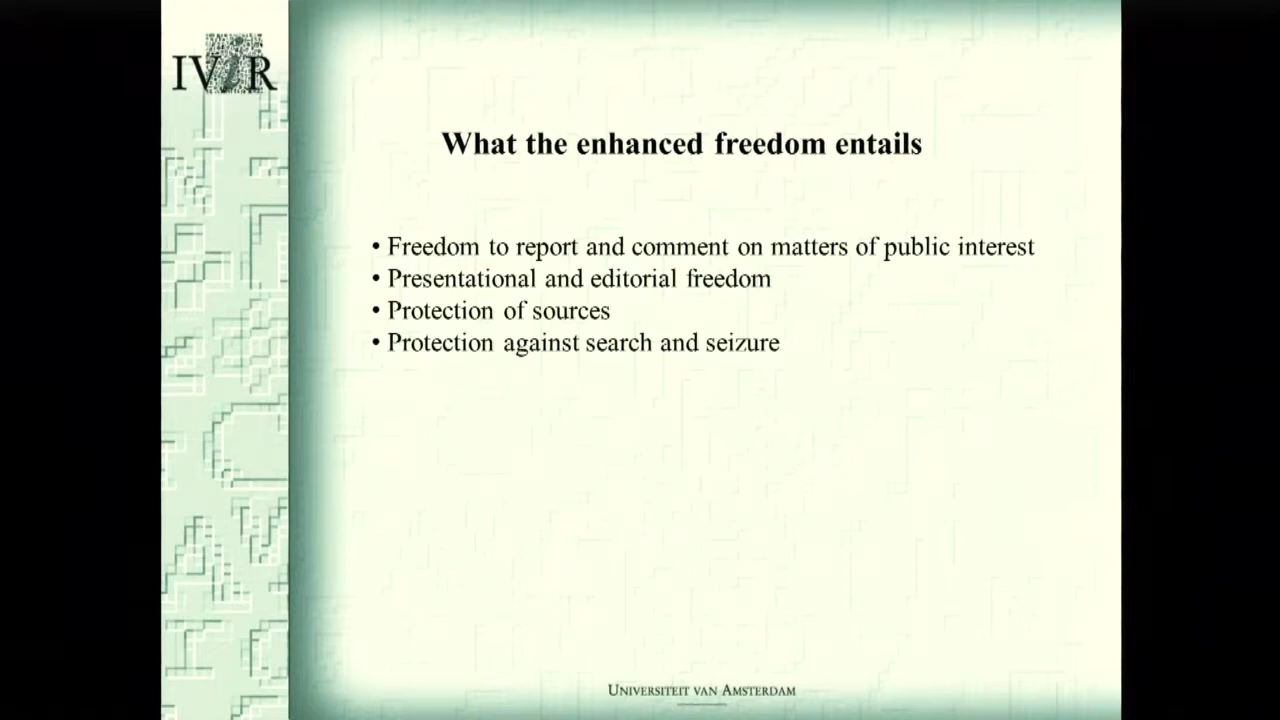 IViR
What the enhanced freedom entails
• Freedom to report and comment on matters of public interest
• Presentational and editorial freedom
• Protection of sources
• Protection against search and seizure
UNIVERSITEIT VAN AMSTERDAM